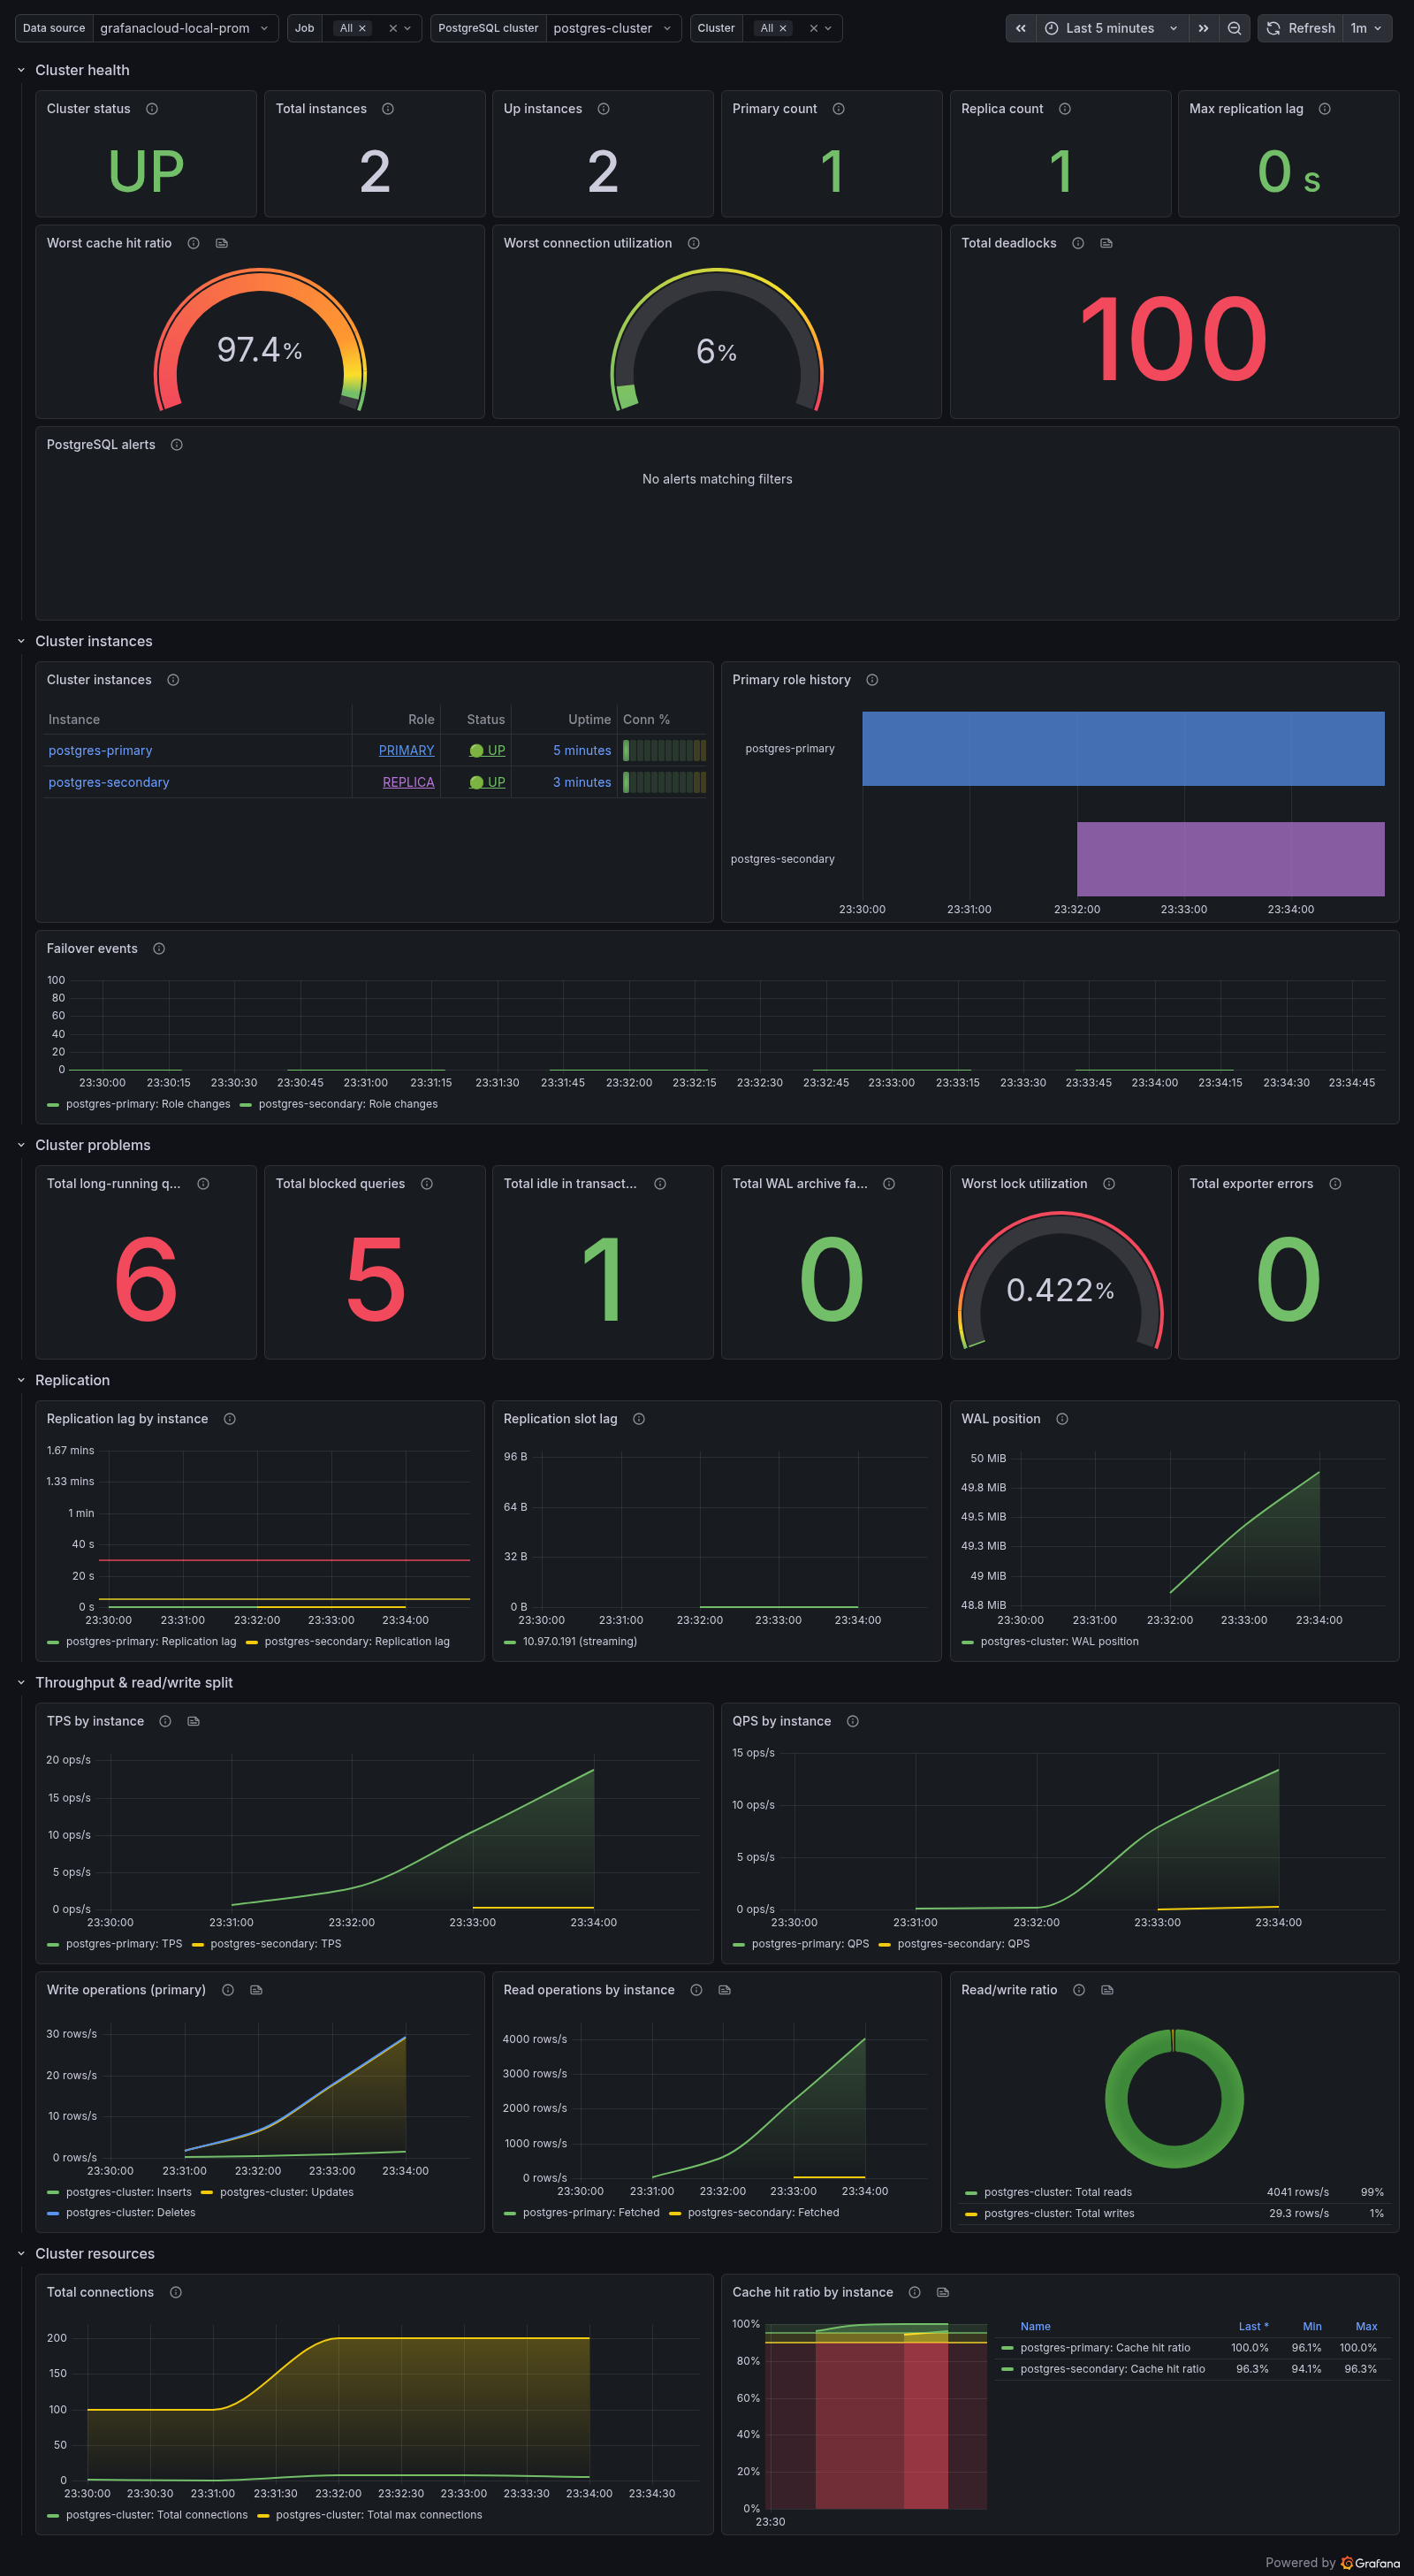 Data source grafanacloud-local-prom Job All PostgreSQL cluster postgres-cluster Cluster All Last 5 minutes Refresh 1m
Cluster health
Cluster status Total instances Up instances Primary count Replica count Max replication lag
UP 2 2 1 1 0 s
Worst cache hit ratio Worst connection utilization Total deadlocks
97.4% 6% 100
PostgreSQL alerts
No alerts matching filters
Cluster instances
Cluster instances
Instance Role Status Uptime Conn %
postgres-primary PRIMARY UP 5 minutes
postgres-secondary REPLICA UP 3 minutes
Primary role history
postgres-primary
postgres-secondary
23:30:00 23:31:00 23:32:00 23:33:00 23:34:00
Failover events
100
80
60
40
20
0
23:30:00 23:30:15 23:30:30 23:30:45 23:31:00 23:31:15 23:31:30 23:31:45 23:32:00 23:32:15 23:32:30 23:32:45 23:33:00 23:33:15 23:33:30 23:33:45 23:34:00 23:34:15 23:34:30 23:34:45
postgres-primary: Role changes postgres-secondary: Role changes
Cluster problems
Total long-running q... Total blocked queries Total idle in transact... Total WAL archive fa... Worst lock utilization Total exporter errors
6 5 1 0 0.422% 0
Replication
Replication lag by instance
1.67 mins
1.33 mins
1 min
40 s
20 s
0 s
23:30:00 23:31:00 23:32:00 23:33:00 23:34:00
postgres-primary: Replication lag postgres-secondary: Replication lag
Replication slot lag
96 B
64 B
32 B
0 B
23:30:00 23:31:00 23:32:00 23:33:00 23:34:00
10.97.0.191 (streaming)
WAL position
50 MiB
49.8 MiB
49.5 MiB
49.3 MiB
49 MiB
48.8 MiB
23:30:00 23:31:00 23:32:00 23:33:00 23:34:00
postgres-cluster: WAL position
Throughput & read/write split
TPS by instance
20 ops/s
15 ops/s
10 ops/s
5 ops/s
0 ops/s
23:30:00 23:31:00 23:32:00 23:33:00 23:34:00
postgres-primary: TPS postgres-secondary: TPS
QPS by instance
15 ops/s
10 ops/s
5 ops/s
0 ops/s
23:30:00 23:31:00 23:32:00 23:33:00 23:34:00
postgres-primary: QPS postgres-secondary: QPS
Write operations (primary)
30 rows/s
20 rows/s
10 rows/s
0 rows/s
23:30:00 23:31:00 23:32:00 23:33:00 23:34:00
postgres-cluster: Inserts postgres-cluster: Updates
postgres-cluster: Deletes
Read operations by instance
4000 rows/s
3000 rows/s
2000 rows/s
1000 rows/s
0 rows/s
23:30:00 23:31:00 23:32:00 23:33:00 23:34:00
postgres-primary: Fetched postgres-secondary: Fetched
Read/write ratio
postgres-cluster: Total reads 4041 rows/s 99%
postgres-cluster: Total writes 29.3 rows/s 1%
Cluster resources
Total connections
200
150
100
50
0
23:30:00 23:30:30 23:31:00 23:31:30 23:32:00 23:32:30 23:33:00 23:33:30 23:34:00 23:34:30
postgres-cluster: Total connections postgres-cluster: Total max connections
Cache hit ratio by instance
100%
80%
60%
40%
20%
0%
23:30
Name Last * Min Max
postgres-primary: Cache hit ratio 100.0% 96.1% 100.0%
postgres-secondary: Cache hit ratio 96.3% 94.1% 96.3%
Powered by Grafana